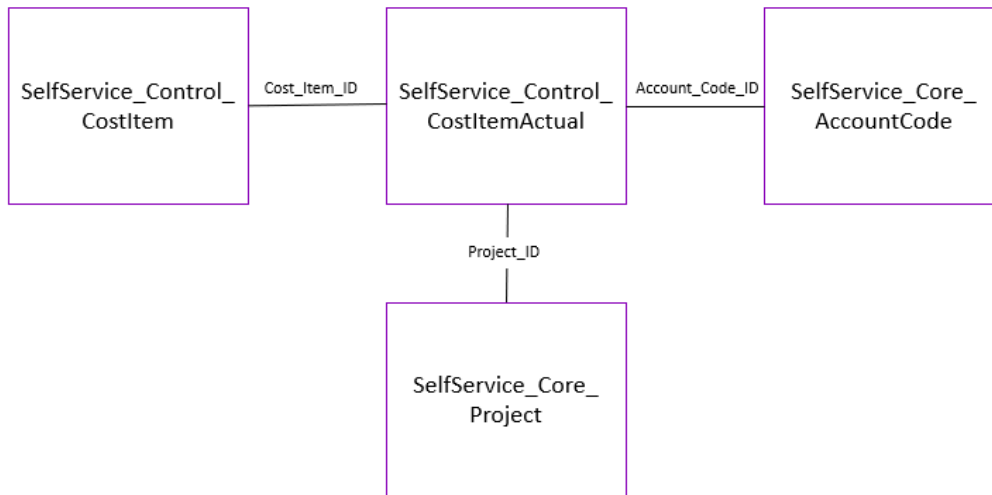 SelfService_Control_
CostItem
Cost_Item_ID
SelfService_Control_
CostItemActual
Account_Code_ID
SelfService_Core_
AccountCode
Project_ID
SelfService_Core_
Project